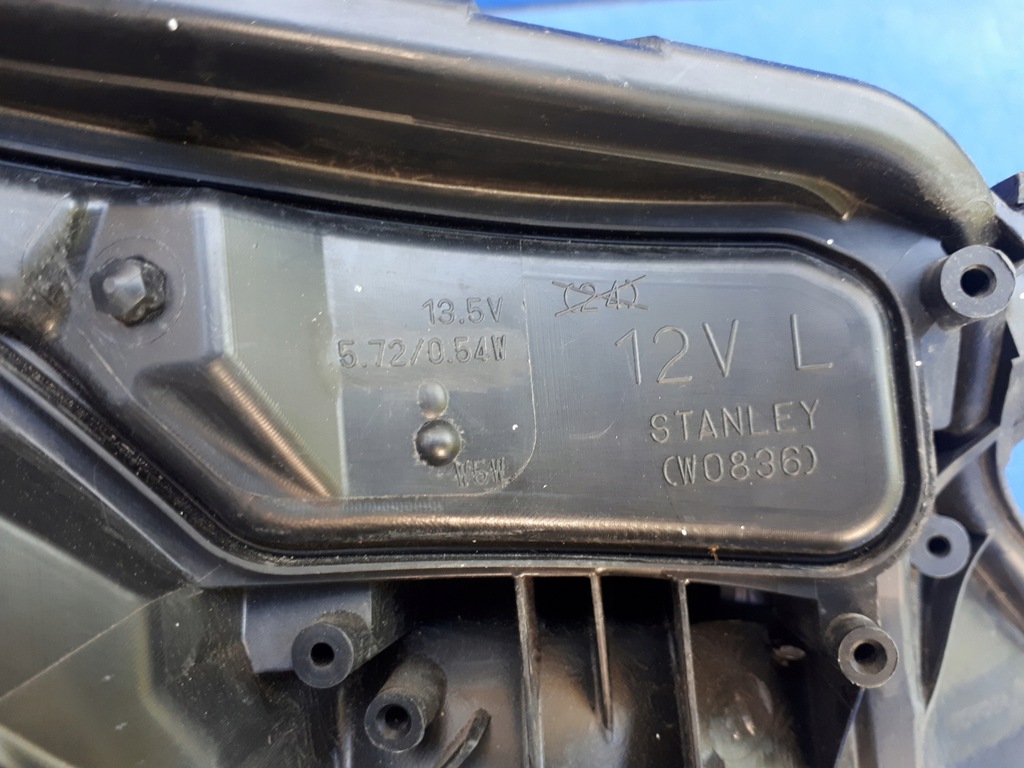 13.5V
5.72/0.54W
W5W
(24)
12V L
STANLEY
(W0836)